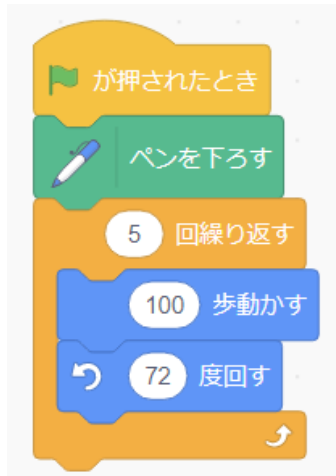 が押されたとき
ペンを下ろす
5 回繰り返す
100 歩動かす
72 度回す